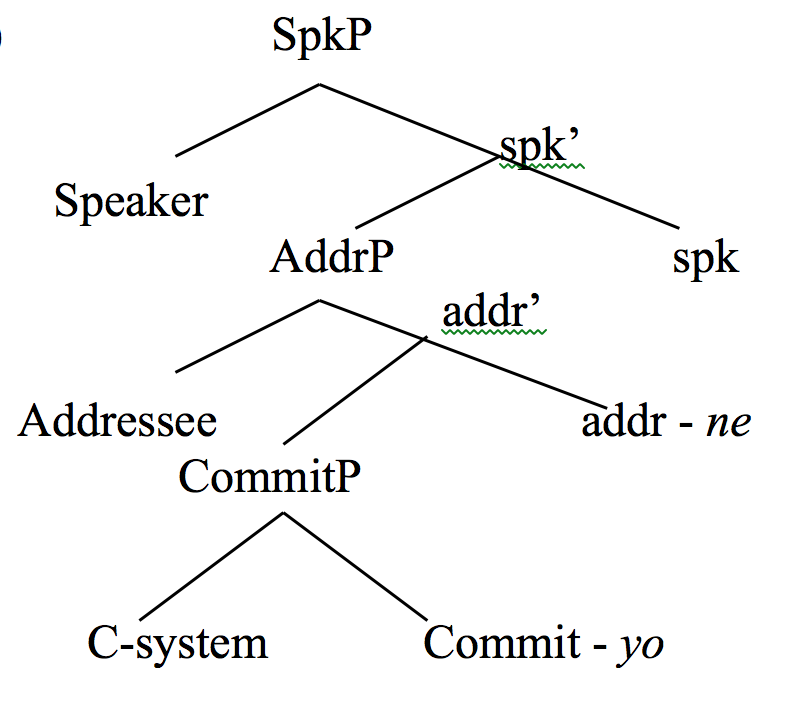 )
SpkP
spk’
Speaker
AddrP spk
addr’
Addressee addr - ne
CommitP
C-system Commit - yo